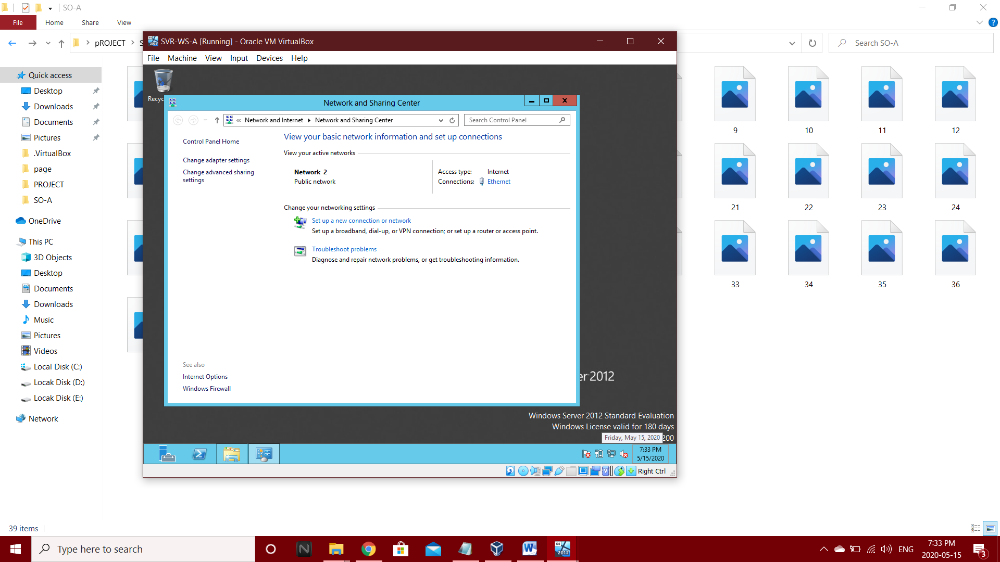 SO-A
File
Home
Share
View
pROJECT
S
Search SO-A
Quick access
Desktop
Downloads
Documents
Pictures
.VirtualBox
page
PROJECT
SO-A
OneDrive
This PC
3D Objects
Desktop
Documents
Downloads
Music
Pictures
Videos
Local Disk (C:)
Locak Disk (D:)
Locak Disk (E:)
Network
39 items
SVR-WS-A [Running] - Oracle VM VirtualBox
File Machine View Input Devices Help
Recyc
Network and Sharing Center
Network and Internet
Network and Sharing Center
Search Control Panel
Control Panel Home
Change adapter settings
Change advanced sharing
settings
See also
Internet Options
Windows Firewall
View your basic network information and set up connections
View your active networks
Network 2
Public network
Access type: Internet
Connections: Ethernet
Change your networking settings
Set up a new connection or network
Set up a broadband, dial-up, or VPN connection; or set up a router or access point.
Troubleshoot problems
Diagnose and repair network problems, or get troubleshooting information.
er 2012
Windows Server 2012 Standard Evaluation
Windows License valid for 180 days
Friday, May 15, 2020
200
7:33 PM
5/15/2020
Right Ctrl
9
10
11
12
21
22
23
24
33
34
35
36
Type here to search
ENG
7:33 PM
2020-05-15
3